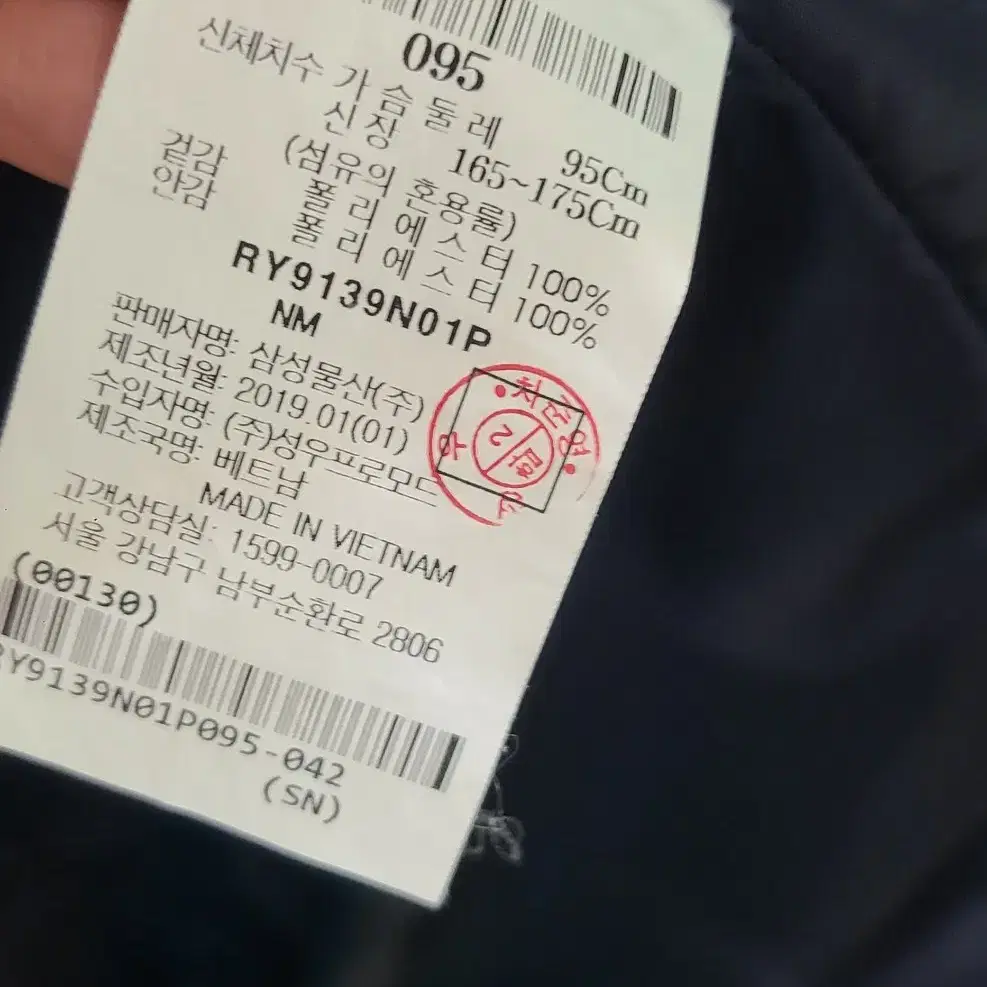 095
신체치수 가 슴 둘 레 95Cm
신 장 165~175Cm
(섬유의 혼용률)
겉감 폴 리 에 스 터 100%
안감 폴 리 에 스 터 100%
RY9139N01P
NM
판매자명: 삼성물산(주)
제조년월: 2019.01(01)
수입자명: (주)성우프로모드
제조국명: 베트남
MADE IN VIETNAM
고객상담실: 1599-0007
서울 강남구 남부순환로 2806
(00130)
RY9139N01P095-042
(SN)